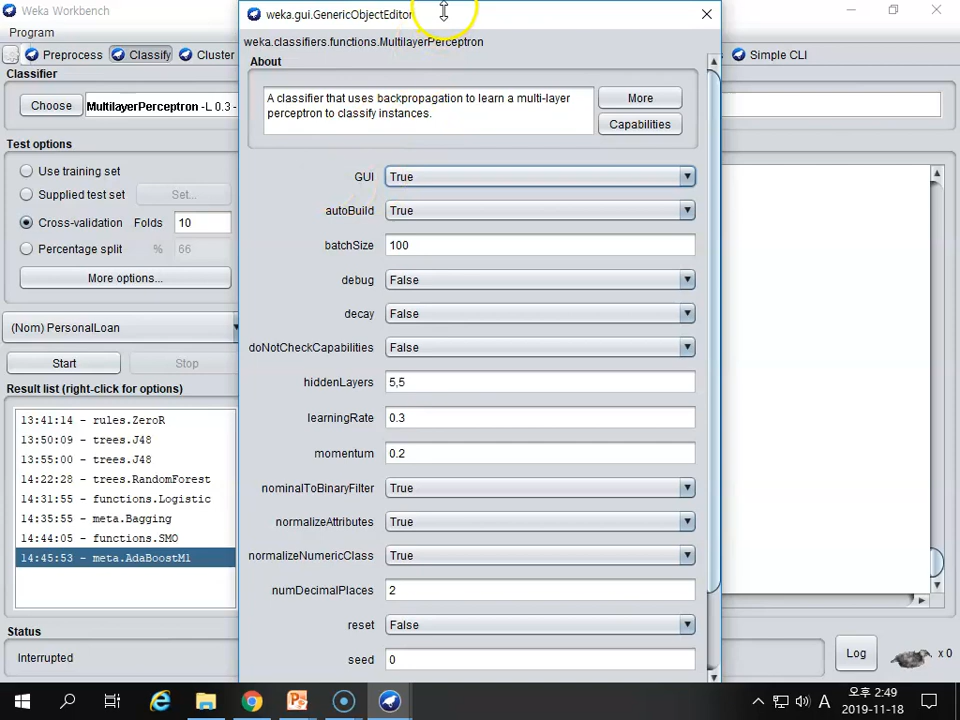 Weka Workbench
weka.gui.GenericObjectEditor
Program
weka.classifiers.functions.MultilayerPerceptron
Preprocess
Classify
Cluster
Simple CLI
About
Classifier
Choose
MultilayerPerceptron -L 0.3 -
A classifier that uses backpropagation to learn a multi-layer
perceptron to classify instances.
More
Capabilities
Test options
Use training set
Supplied test set
Set...
Cross-validation Folds 10
Percentage split % 66
More options...
(Nom) PersonalLoan
Start
Stop
Result list (right-click for options)
13:41:14 - rules.ZeroR
13:50:09 - trees.J48
13:55:00 - trees.J48
14:22:28 - trees.RandomForest
14:31:55 - functions.Logistic
14:35:55 - meta.Bagging
14:44:05 - functions.SMO
14:45:53 - meta.AdaBoostM1
GUI True
autoBuild True
batchSize 100
debug False
decay False
doNotCheckCapabilities False
hiddenLayers 5,5
learningRate 0.3
momentum 0.2
nominalToBinaryFilter True
normalizeAttributes True
normalizeNumericClass True
numDecimalPlaces 2
reset False
seed 0
Status
Interrupted
Log
x 0
A
오후 2:49
2019-11-18